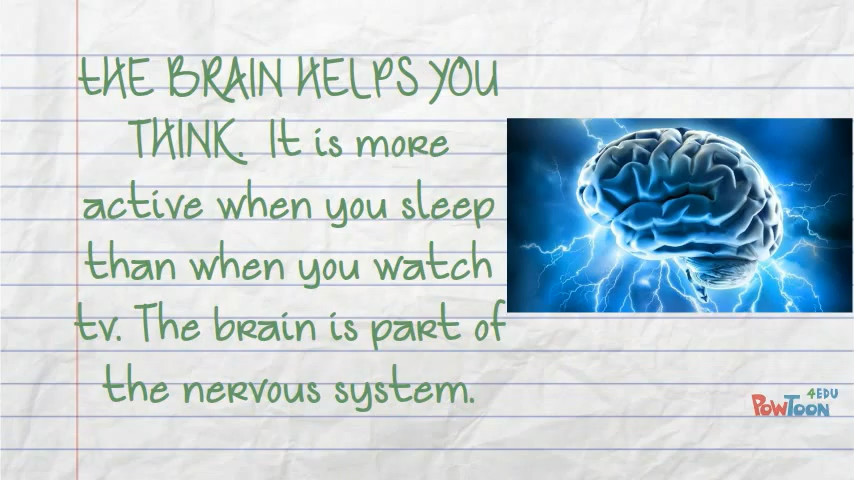 tHE BRAIN HELPS YOU
THINK. It is more
active when you sleep
than when you watch
tv. The brain is part of
the nervous system.
4EDU
POWTOON